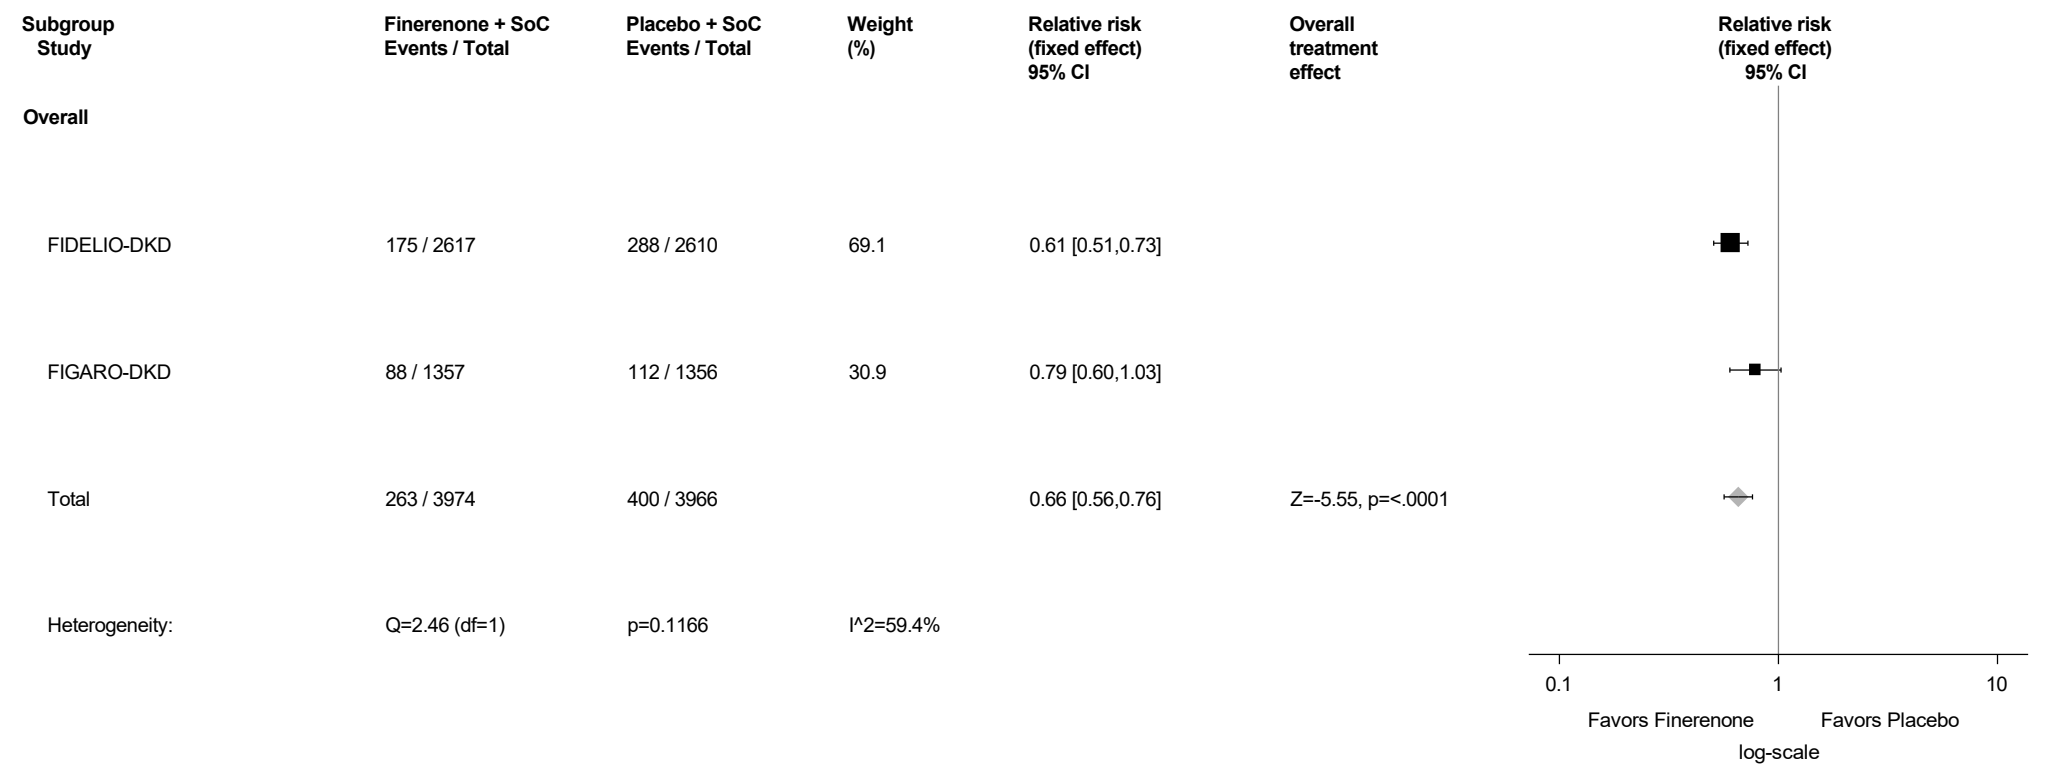 Subgroup Finerenone + SoC Placebo + SoC Weight Relative risk Overall Relative risk
Study Events / Total Events / Total (%) (fixed effect) treatment (fixed effect)
95% CI effect 95% CI
Overall
FIDELIO-DKD 175 / 2617 288 / 2610 69.1 0.61 [0.51,0.73]
FIGARO-DKD 88 / 1357 112 / 1356 30.9 0.79 [0.60,1.03]
Total 263 / 3974 400 / 3966 0.66 [0.56,0.76] Z=-5.55, p=<.0001
Heterogeneity: Q=2.46 (df=1) p=0.1166 I^2=59.4%
0.1 1 10
Favors Finerenone Favors Placebo
log-scale